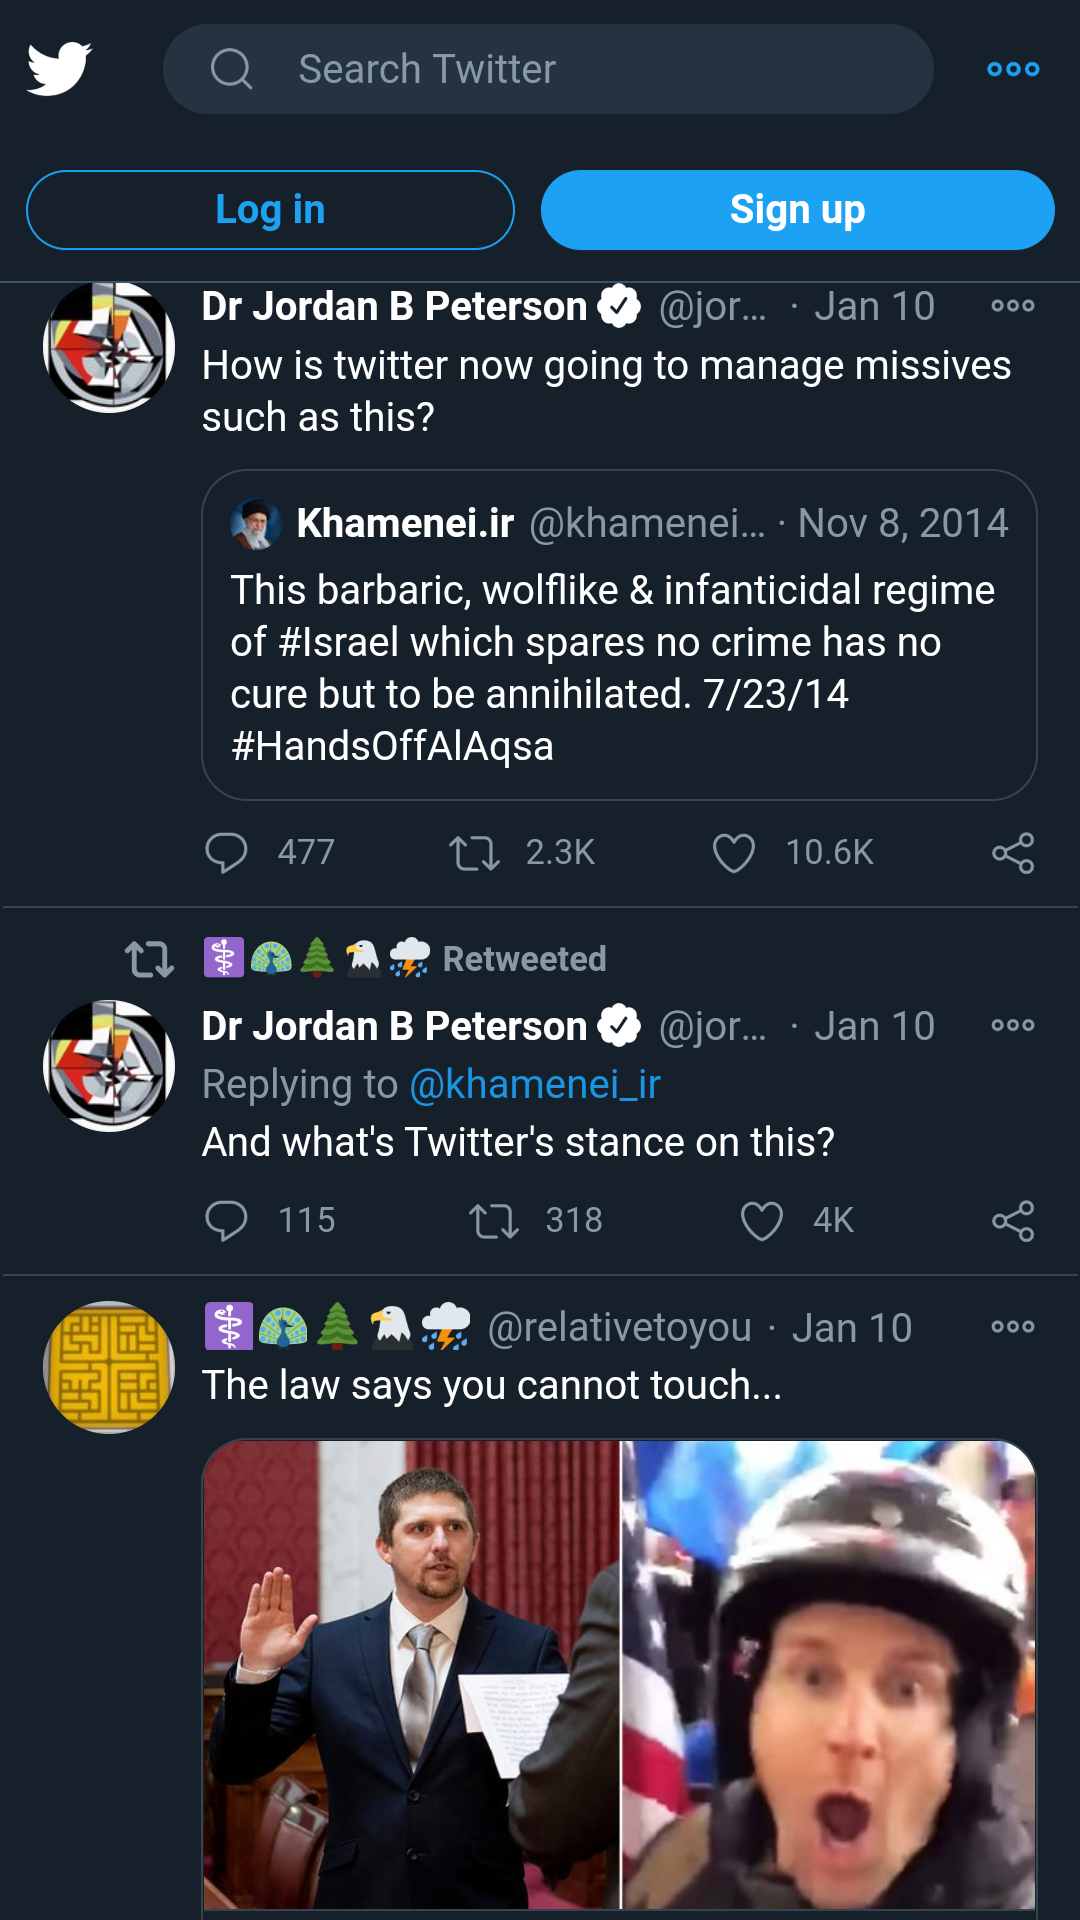 Search Twitter
Log in
Sign up
Dr Jordan B Peterson @jor... · Jan 10
How is twitter now going to manage missives
such as this?
Khamenei.ir @khamenei... · Nov 8, 2014
This barbaric, wolflike & infanticidal regime
of #Israel which spares no crime has no
cure but to be annihilated. 7/23/14
#HandsOffAlAqsa
477 2.3K 10.6K
Retweeted
Dr Jordan B Peterson @jor... · Jan 10
Replying to @khamenei_ir
And what's Twitter's stance on this?
115 318 4K
@relativetoyou · Jan 10
The law says you cannot touch...